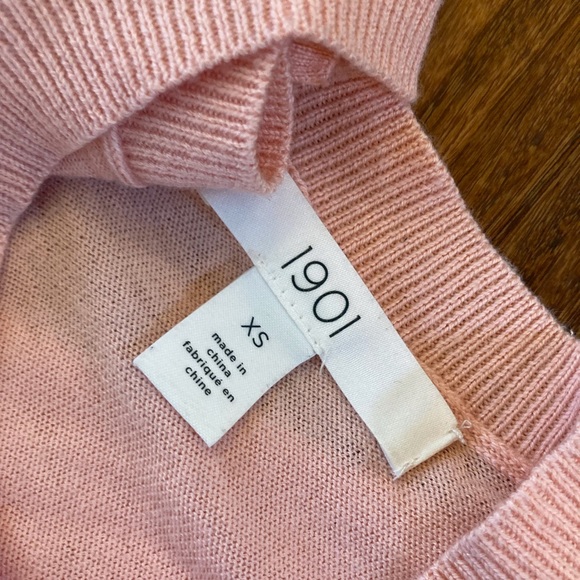 1901
XS
made in
china
fabriqué en
chine